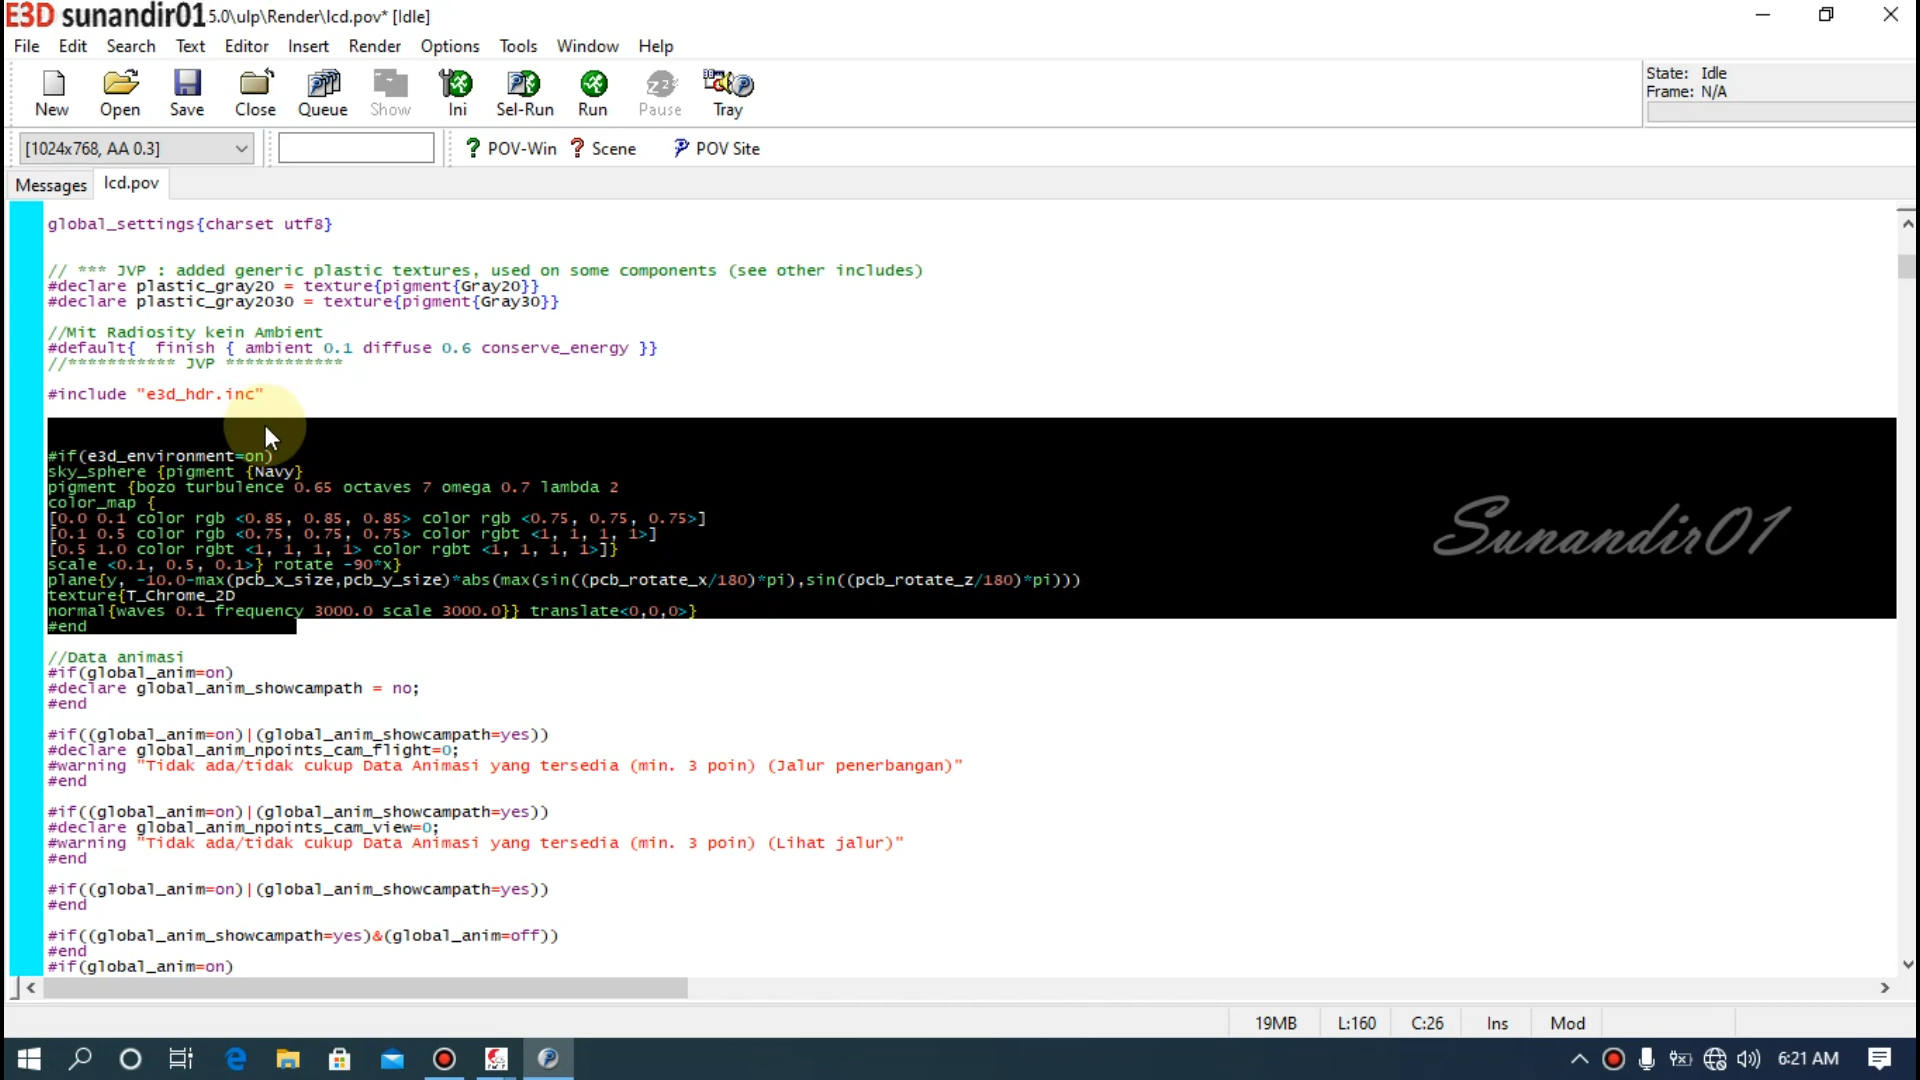 E3D sunandir01 5.0\ulp\Render\lcd.pov* [Idle]
File Edit Search Text Editor Insert Render Options Tools Window Help
New Open Save Close Queue Show Ini Sel-Run Run Pause Tray
State: Idle
Frame: N/A
[1024x768, AA 0.3] ? POV-Win ? Scene POV Site
Messages lcd.pov
global_settings{charset utf8}
// *** JVP : added generic plastic textures, used on some components (see other includes)
#declare plastic_gray20 = texture{pigment{Gray20}}
#declare plastic_gray2030 = texture{pigment{Gray30}}
//Mit Radiosity kein Ambient
#default{  finish { ambient 0.1 diffuse 0.6 conserve_energy }}
//*********** JVP ************
#include "e3d_hdr.inc"
#if(e3d_environment=on)
sky_sphere {pigment {Navy}
pigment {bozo turbulence 0.65 octaves 7 omega 0.7 lambda 2
color_map {
[0.0 0.1 color rgb <0.85, 0.85, 0.85> color rgb <0.75, 0.75, 0.75>]
[0.1 0.5 color rgb <0.75, 0.75, 0.75> color rgbt <1, 1, 1, 1>]
[0.5 1.0 color rgbt <1, 1, 1, 1> color rgbt <1, 1, 1, 1>]}
scale <0.1, 0.5, 0.1>} rotate -90*x}
plane{y, -10.0-max(pcb_x_size,pcb_y_size)*abs(max(sin((pcb_rotate_x/180)*pi),sin((pcb_rotate_z/180)*pi)))
texture{T_Chrome_2D
normal{waves 0.1 frequency 3000.0 scale 3000.0}} translate<0,0,0>}
#end
Sunandir01
//Data animasi
#if(global_anim=on)
#declare global_anim_showcampath = no;
#end
#if((global_anim=on)|(global_anim_showcampath=yes))
#declare global_anim_npoints_cam_flight=0;
#warning "Tidak ada/tidak cukup Data Animasi yang tersedia (min. 3 poin) (Jalur penerbangan)"
#end
#if((global_anim=on)|(global_anim_showcampath=yes))
#declare global_anim_npoints_cam_view=0;
#warning "Tidak ada/tidak cukup Data Animasi yang tersedia (min. 3 poin) (Lihat jalur)"
#end
#if((global_anim=on)|(global_anim_showcampath=yes))
#end
#if((global_anim_showcampath=yes)&(global_anim=off))
#end
#if(global_anim=on)
19MB L:160 C:26 Ins Mod
6:21 AM